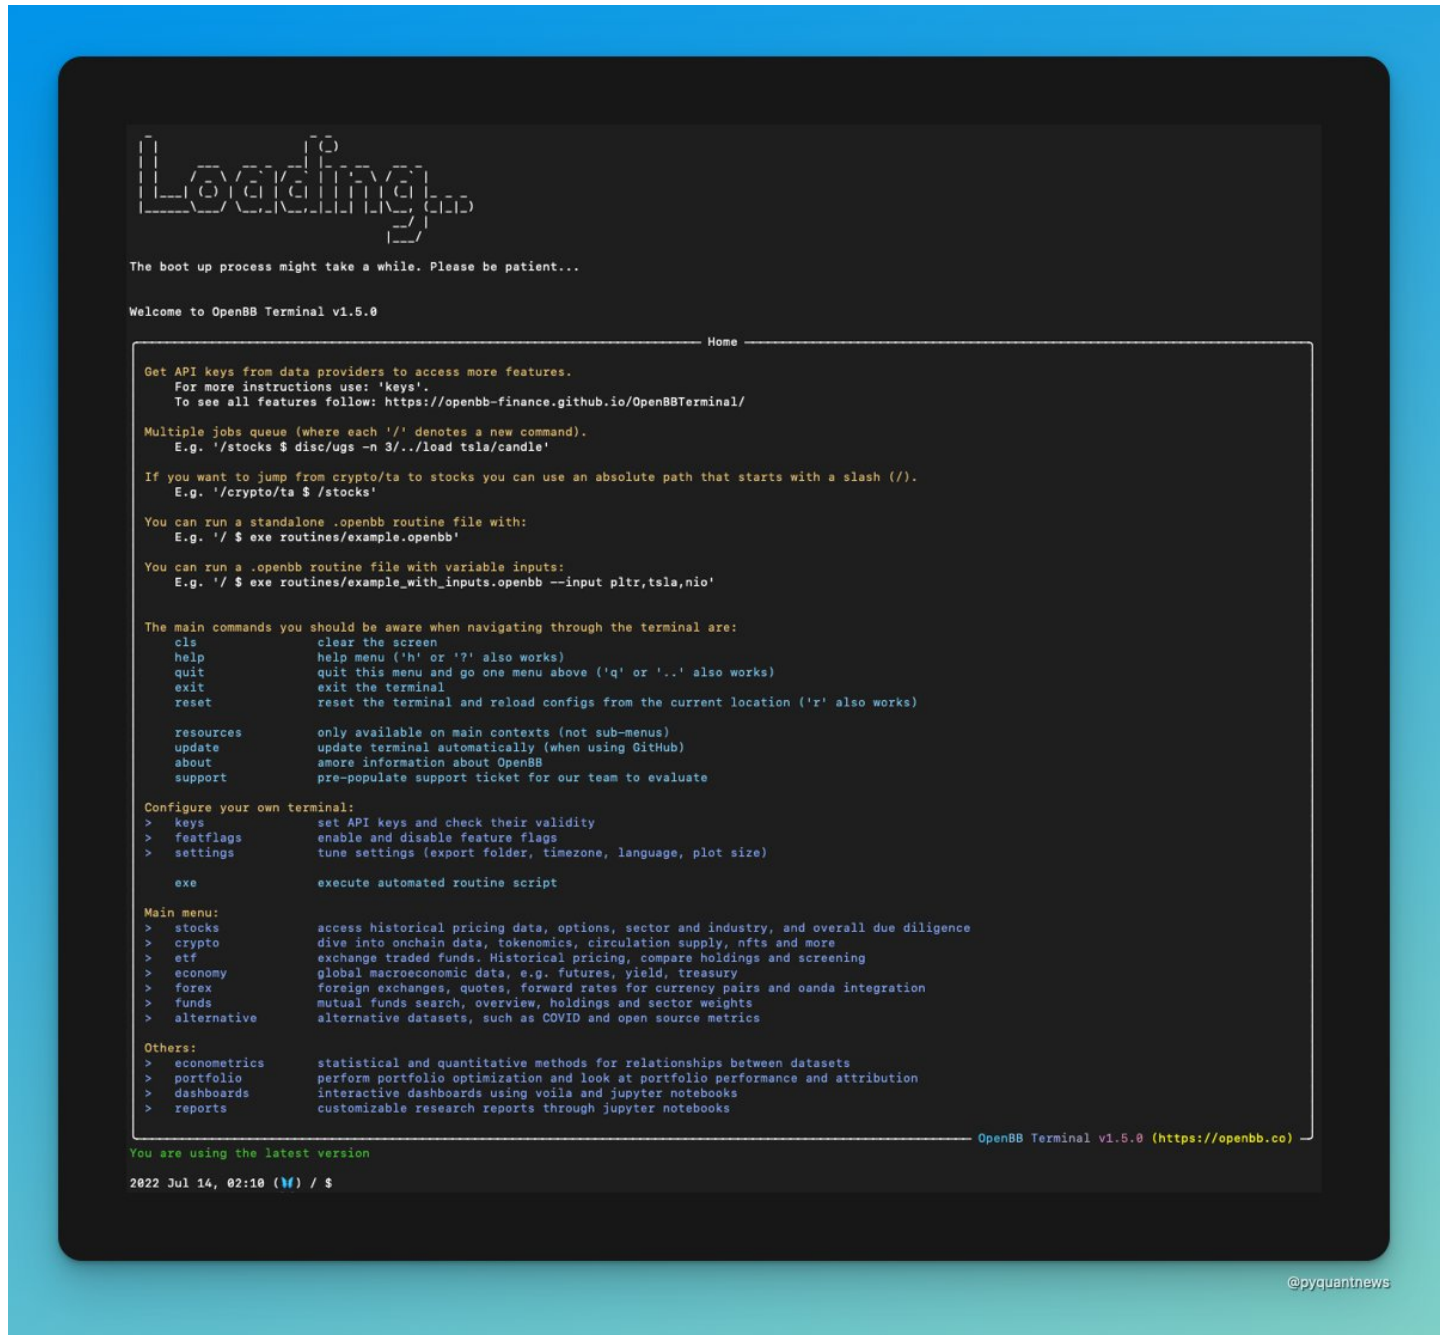 Loading...
The boot up process might take a while. Please be patient...
Welcome to OpenBB Terminal v1.5.0
Home
Get API keys from data providers to access more features.
For more instructions use: 'keys'.
To see all features follow: https://openbb-finance.github.io/OpenBBTerminal/
Multiple jobs queue (where each '/' denotes a new command).
E.g. '/stocks $ disc/ugs -n 3/../load tsla/candle'
If you want to jump from crypto/ta to stocks you can use an absolute path that starts with a slash (/).
E.g. '/crypto/ta $ /stocks'
You can run a standalone .openbb routine file with:
E.g. '/ $ exe routines/example.openbb'
You can run a .openbb routine file with variable inputs:
E.g. '/ $ exe routines/example_with_inputs.openbb --input pltr,tsla,nio'
The main commands you should be aware when navigating through the terminal are:
cls clear the screen
help help menu ('h' or '?' also works)
quit quit this menu and go one menu above ('q' or '..' also works)
exit exit the terminal
reset reset the terminal and reload configs from the current location ('r' also works)
resources only available on main contexts (not sub-menus)
update update terminal automatically (when using GitHub)
about amore information about OpenBB
support pre-populate support ticket for our team to evaluate
Configure your own terminal:
> keys set API keys and check their validity
> featflags enable and disable feature flags
> settings tune settings (export folder, timezone, language, plot size)
exe execute automated routine script
Main menu:
> stocks access historical pricing data, options, sector and industry, and overall due diligence
> crypto dive into onchain data, tokenomics, circulation supply, nfts and more
> etf exchange traded funds. Historical pricing, compare holdings and screening
> economy global macroeconomic data, e.g. futures, yield, treasury
> forex foreign exchanges, quotes, forward rates for currency pairs and oanda integration
> funds mutual funds search, overview, holdings and sector weights
> alternative alternative datasets, such as COVID and open source metrics
Others:
> econometrics statistical and quantitative methods for relationships between datasets
> portfolio perform portfolio optimization and look at portfolio performance and attribution
> dashboards interactive dashboards using voila and jupyter notebooks
> reports customizable research reports through jupyter notebooks
OpenBB Terminal v1.5.0 (https://openbb.co)
You are using the latest version
2022 Jul 14, 02:10 (🦋) / $
@pyquantnews